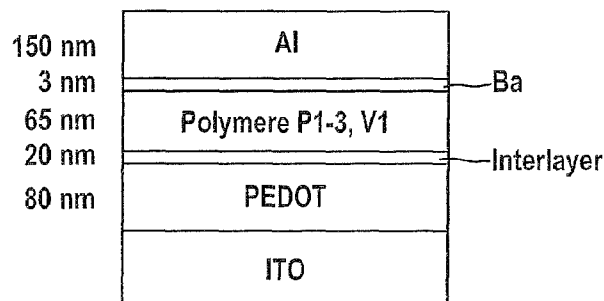 150 nm Al
3 nm Ba
65 nm Polymere P1-3, V1
20 nm Interlayer
80 nm PEDOT
ITO